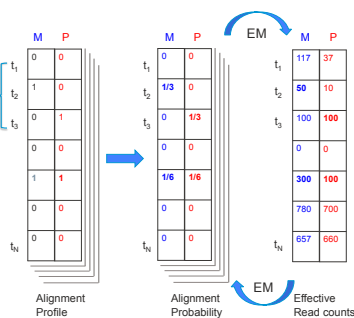 EM
M P M P M P
t1 0 0 t1 0 0 t1 117 37
t2 1 0 t2 1/3 0 t2 50 10
t3 0 1 t3 0 1/3 t3 100 100
0 0 0 0 0 0
1 1 1/6 1/6 300 100
0 0 0 0 780 700
tN 0 0 tN 0 0 tN 657 660
EM
Alignment Alignment Effective
Profile Probability Read counts